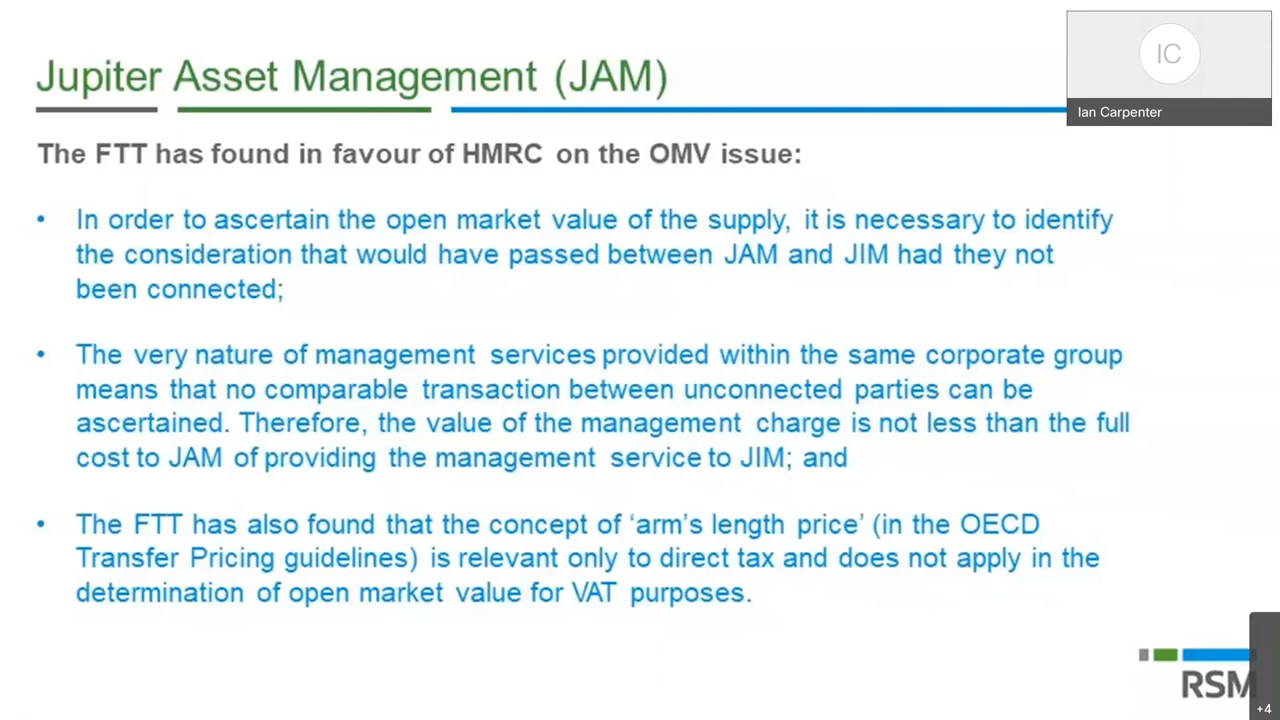 Jupiter Asset Management (JAM)
IC
Ian Carpenter
The FTT has found in favour of HMRC on the OMV issue:
• In order to ascertain the open market value of the supply, it is necessary to identify
the consideration that would have passed between JAM and JIM had they not
been connected;
• The very nature of management services provided within the same corporate group
means that no comparable transaction between unconnected parties can be
ascertained. Therefore, the value of the management charge is not less than the full
cost to JAM of providing the management service to JIM; and
• The FTT has also found that the concept of ‘arm’s length price’ (in the OECD
Transfer Pricing guidelines) is relevant only to direct tax and does not apply in the
determination of open market value for VAT purposes.
RSM
+4